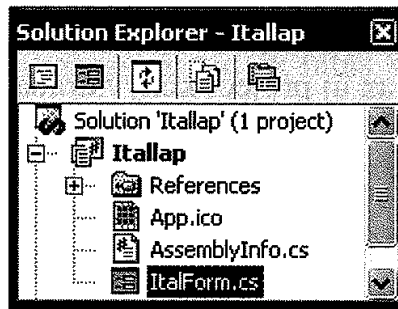 Solution Explorer - Itallap
Solution 'Itallap' (1 project)
Itallap
References
App.ico
AssemblyInfo.cs
ItalForm.cs